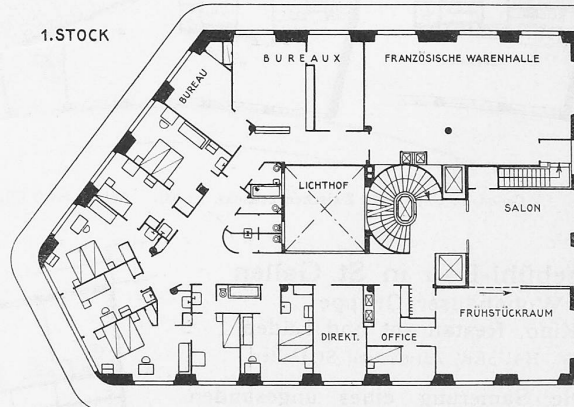 1. STOCK
BUREAU
BUREAUX
FRANZÖSISCHE WARENHALLE
LICHTHOF
SALON
DIREKT.
OFFICE
FRÜHSTÜCKRAUM